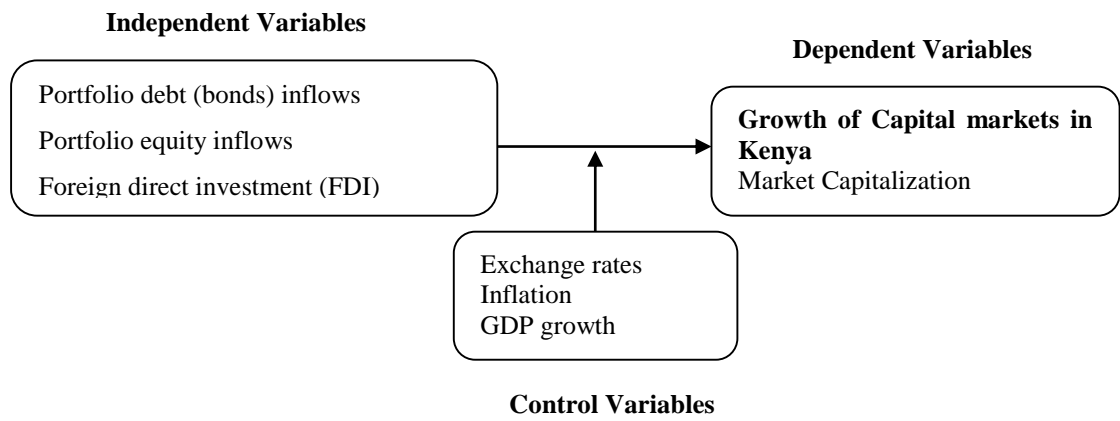 Independent Variables
Portfolio debt (bonds) inflows
Portfolio equity inflows
Foreign direct investment (FDI)
Dependent Variables
Growth of Capital markets in
Kenya
Market Capitalization
Exchange rates
Inflation
GDP growth
Control Variables